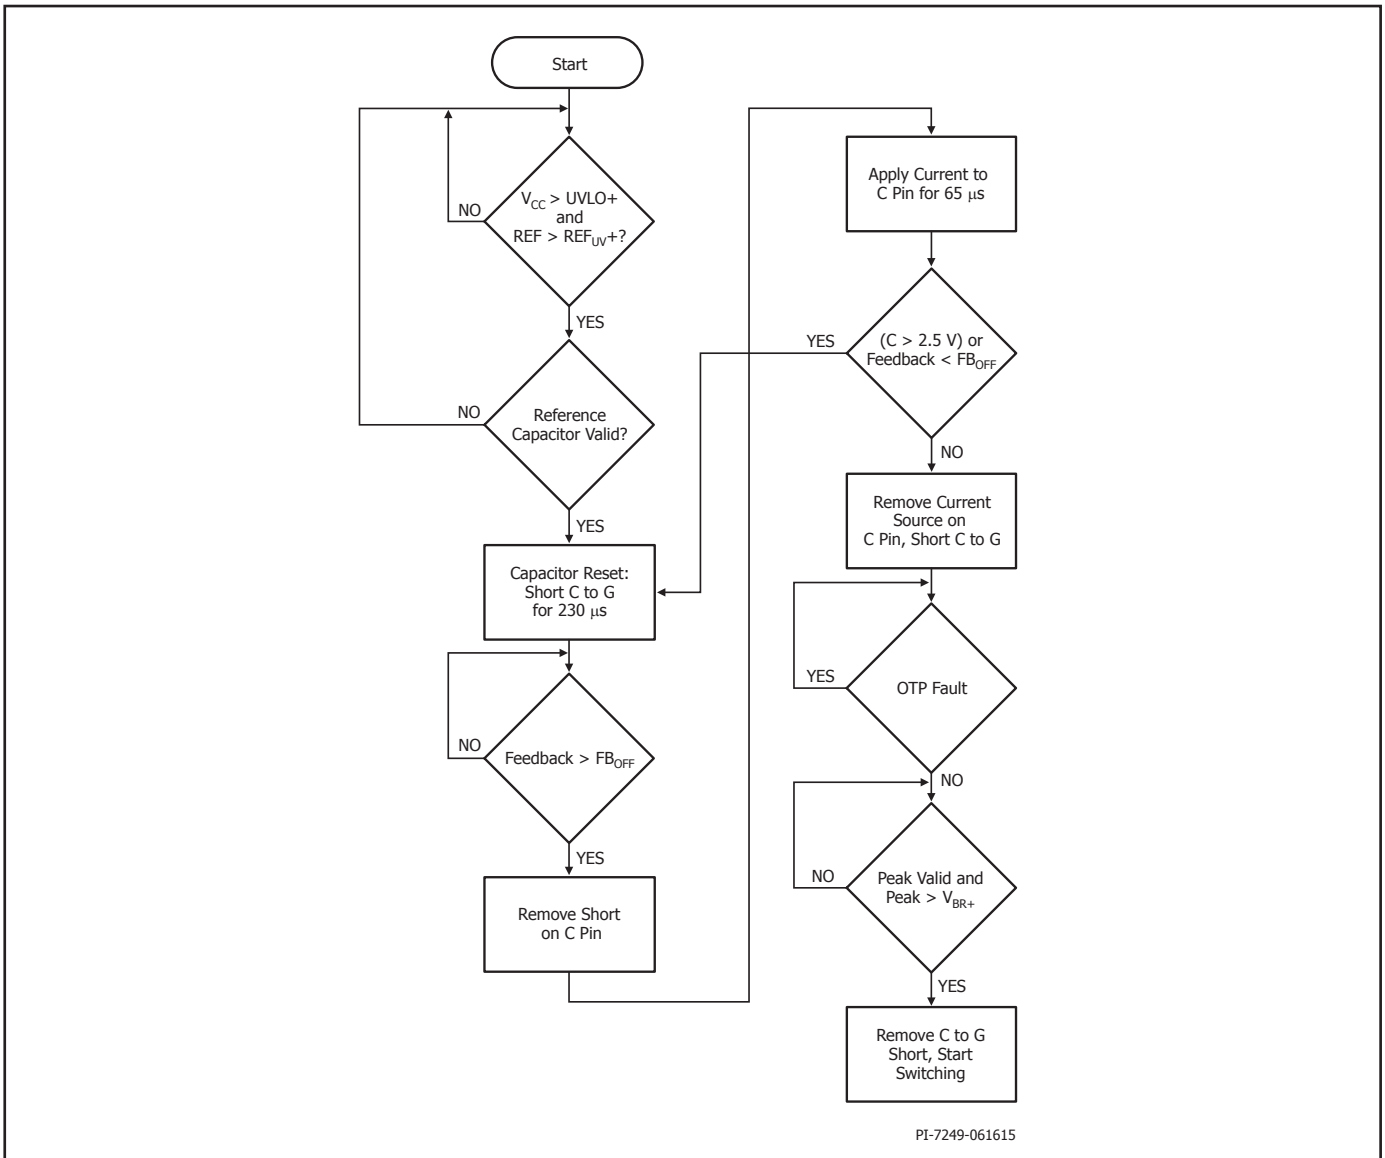 Start
V_CC > UVLO+
and
REF > REF_UV+?
NO
YES
Reference
Capacitor Valid?
NO
YES
Capacitor Reset:
Short C to G
for 230 μs
Feedback > FB_OFF
NO
YES
Remove Short
on C Pin
Apply Current to
C Pin for 65 μs
(C > 2.5 V) or
Feedback < FB_OFF
YES
NO
Remove Current
Source on
C Pin, Short C to G
OTP Fault
YES
NO
Peak Valid and
Peak > V_BR+
NO
YES
Remove C to G
Short, Start
Switching
PI-7249-061615